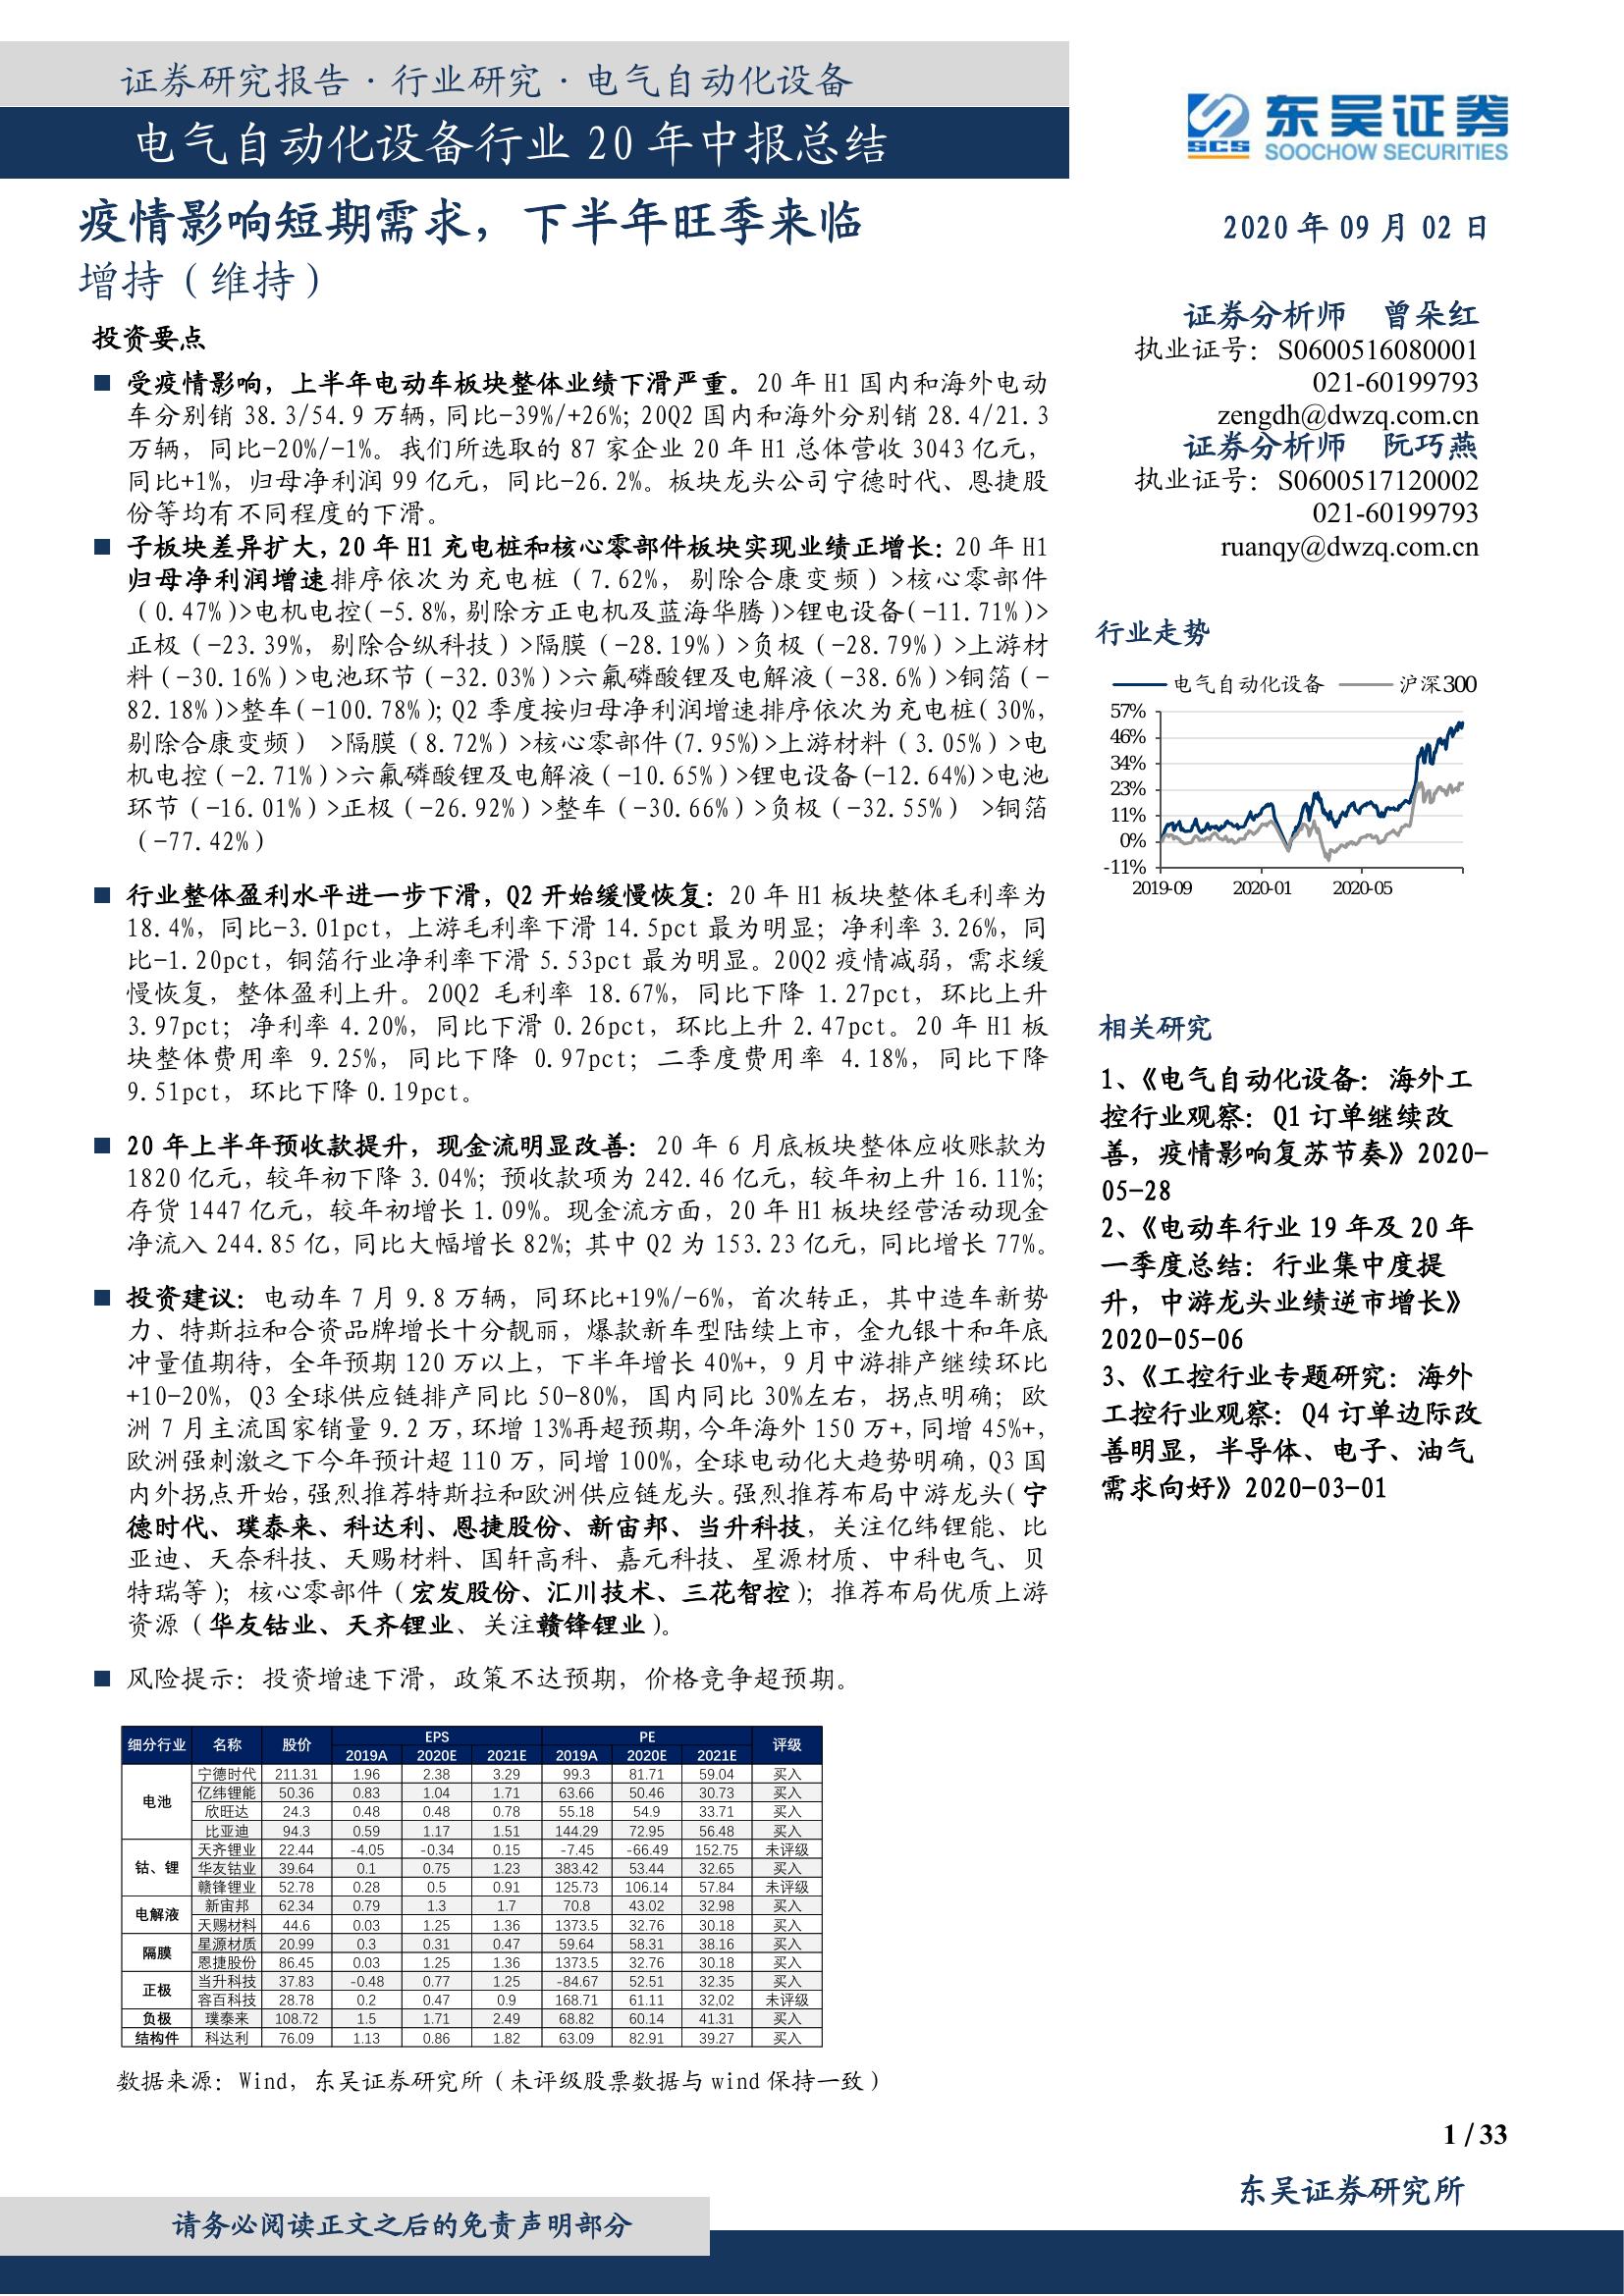 证券研究报告·行业研究·电气自动化设备
电气自动化设备行业 20 年中报总结
东吴证券
SCS
SOOCHOW SECURITIES
疫情影响短期需求，下半年旺季来临
增持（维持）
2020 年 09 月 02 日
证券分析师 曾朵红
执业证号：S0600516080001
021-60199793
zengdh@dwzq.com.cn
证券分析师 阮巧燕
执业证号：S0600517120002
021-60199793
ruanqy@dwzq.com.cn
投资要点
受疫情影响，上半年电动车板块整体业绩下滑严重。20 年 H1 国内和海外电动
车分别销 38.3/54.9 万辆，同比-39%/+26%；20Q2 国内和海外分别销 28.4/21.3
万辆，同比-20%/-1%。我们所选取的 87 家企业 20 年 H1 总体营收 3043 亿元，
同比+1%，归母净利润 99 亿元，同比-26.2%。板块龙头公司宁德时代、恩捷股
份等均有不同程度的下滑。
子板块差异扩大，20 年 H1 充电桩和核心零部件板块实现业绩正增长：20 年 H1
归母净利润增速排序依次为充电桩（7.62%，剔除合康变频）>核心零部件
（0.47%）>电机电控（-5.8%，剔除方正电机及蓝海华腾）>锂电设备（-11.71%）>
正极（-23.39%，剔除合纵科技）>隔膜（-28.19%）>负极（-28.79%）>上游材
料（-30.16%）>电池环节（-32.03%）>六氟磷酸锂及电解液（-38.6%）>铜箔（-
82.18%）>整车（-100.78%）；Q2 季度按归母净利润增速排序依次为充电桩（30%，
剔除合康变频） >隔膜（8.72%）>核心零部件(7.95%)>上游材料（3.05%）>电
机电控（-2.71%）>六氟磷酸锂及电解液（-10.65%）>锂电设备(-12.64%)>电池
环节（-16.01%）>正极（-26.92%）>整车（-30.66%）>负极（-32.55%） >铜箔
（-77.42%）
行业整体盈利水平进一步下滑，Q2 开始缓慢恢复：20 年 H1 板块整体毛利率为
18.4%，同比-3.01pct，上游毛利率下滑 14.5pct 最为明显；净利率 3.26%，同
比-1.20pct，铜箔行业净利率下滑 5.53pct 最为明显。20Q2 疫情减弱，需求缓
慢恢复，整体盈利上升。20Q2 毛利率 18.67%，同比下降 1.27pct，环比上升
3.97pct；净利率 4.20%，同比下滑 0.26pct，环比上升 2.47pct。20 年 H1 板
块整体费用率 9.25%，同比下降 0.97pct；二季度费用率 4.18%，同比下降
9.51pct，环比下降 0.19pct。
20 年上半年预收款提升，现金流明显改善：20 年 6 月底板块整体应收账款为
1820 亿元，较年初下降 3.04%；预收款项为 242.46 亿元，较年初上升 16.11%；
存货 1447 亿元，较年初增长 1.09%。现金流方面，20 年 H1 板块经营活动现金
净流入 244.85 亿，同比大幅增长 82%；其中 Q2 为 153.23 亿元，同比增长 77%。
投资建议：电动车 7 月 9.8 万辆，同环比+19%/-6%，首次转正，其中造车新势
力、特斯拉和合资品牌增长十分靓丽，爆款新车型陆续上市，金九银十和年底
冲量值期待，全年预期 120 万以上，下半年增长 40%+，9 月中游排产继续环比
+10-20%，Q3 全球供应链排产同比 50-80%，国内同比 30%左右，拐点明确；欧
洲 7 月主流国家销量 9.2 万，环增 13%再超预期，今年海外 150 万+，同增 45%+，
欧洲强刺激之下今年预计超 110 万，同增 100%，全球电动化大趋势明确，Q3 国
内外拐点开始，强烈推荐特斯拉和欧洲供应链龙头。强烈推荐布局中游龙头（宁
德时代、璞泰来、科达利、恩捷股份、新宙邦、当升科技，关注亿纬锂能、比
亚迪、天奈科技、天赐材料、国轩高科、嘉元科技、星源材质、中科电气、贝
特瑞等）；核心零部件（宏发股份、汇川技术、三花智控）；推荐布局优质上游
资源（华友钴业、天齐锂业、关注赣锋锂业）。
风险提示：投资增速下滑，政策不达预期，价格竞争超预期。
细分行业 名称 股价 EPS PE 评级
2019A 2020E 2021E 2019A 2020E 2021E
电池 宁德时代 211.31 1.96 2.38 3.29 99.3 81.71 59.04 买入
亿纬锂能 50.36 0.83 1.04 1.71 63.66 50.46 30.73 买入
欣旺达 24.3 0.48 0.48 0.78 55.18 54.9 33.71 买入
比亚迪 94.3 0.59 1.17 1.51 144.29 72.95 56.48 买入
钴、锂 天齐锂业 22.44 -4.05 -0.34 0.15 -7.45 -66.49 152.75 未评级
华友钴业 39.64 0.1 0.75 1.23 383.42 53.44 32.65 买入
赣锋锂业 52.78 0.28 0.5 0.91 125.73 106.14 57.84 未评级
电解液 新宙邦 62.34 0.79 1.3 1.7 70.8 43.02 32.98 买入
天赐材料 44.6 0.03 1.25 1.36 1373.5 32.76 30.18 买入
隔膜 星源材质 20.99 0.3 0.31 0.47 59.64 58.31 38.16 买入
恩捷股份 86.45 0.03 1.25 1.36 1373.5 32.76 30.18 买入
正极 当升科技 37.83 -0.48 0.77 1.25 -84.67 52.51 32.35 买入
容百科技 28.78 0.2 0.47 0.9 168.71 61.11 32.02 未评级
负极 璞泰来 108.72 1.5 1.71 2.49 68.82 60.14 41.31 买入
结构件 科达利 76.09 1.13 0.86 1.82 63.09 82.91 39.27 买入
数据来源：Wind，东吴证券研究所（未评级股票数据与 wind 保持一致）
行业走势
电气自动化设备 沪深300
57%
46%
34%
23%
11%
0%
-11%
2019-09 2020-01 2020-05
相关研究
1、《电气自动化设备：海外工
控行业观察：Q1 订单继续改
善，疫情影响复苏节奏》2020-
05-28
2、《电动车行业 19 年及 20 年
一季度总结：行业集中度提
升，中游龙头业绩逆市增长》
2020-05-06
3、《工控行业专题研究：海外
工控行业观察：Q4 订单边际改
善明显，半导体、电子、油气
需求向好》2020-03-01
1 / 33
东吴证券研究所
请务必阅读正文之后的免责声明部分